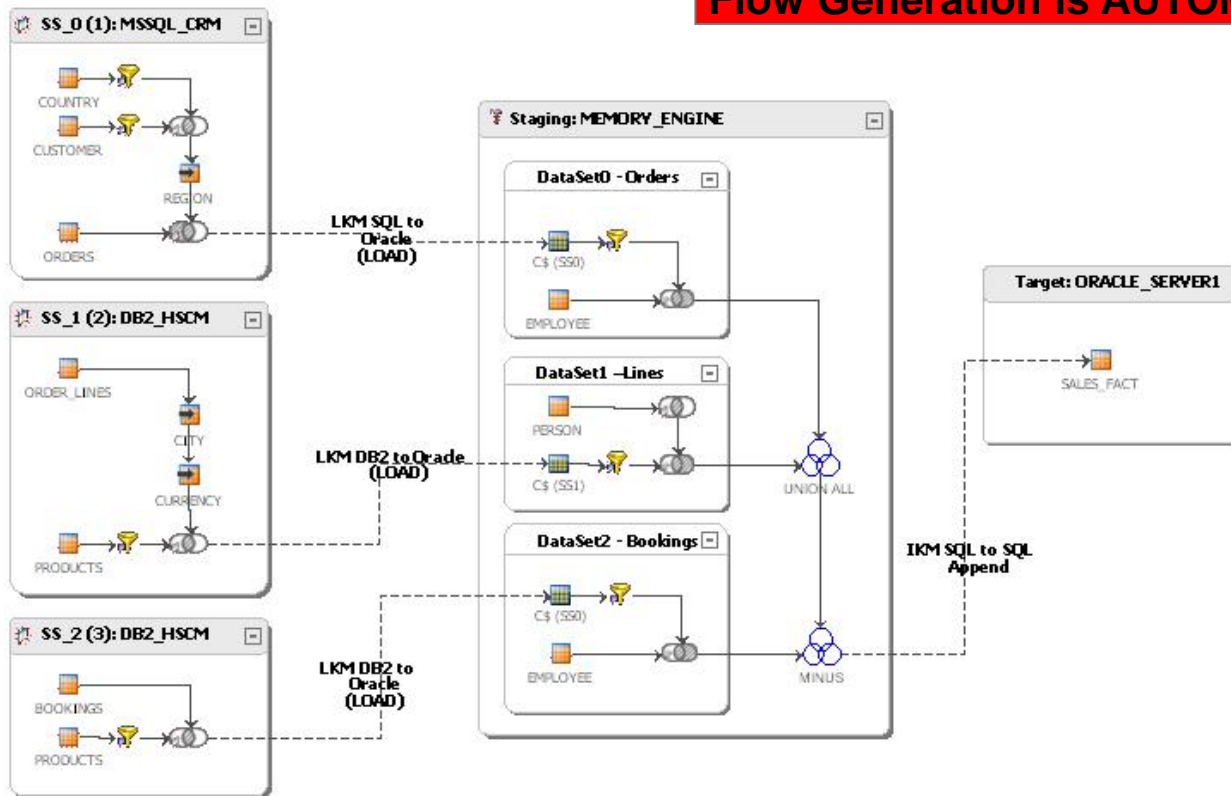 Flow Generation is AUTO
SS_0 (1): MSSQL_CRM
COUNTRY
CUSTOMER
REGION
ORDERS
LKM SQL to
Oracle
(LOAD)
SS_1 (2): DB2_HSCM
ORDER_LINES
CITY
CURRENCY
PRODUCTS
LKM DB2 to Oracle
(LOAD)
SS_2 (3): DB2_HSCM
BOOKINGS
PRODUCTS
LKM DB2 to
Oracle
(LOAD)
Staging: MEMORY_ENGINE
DataSet0 - Orders
C$ (SS0)
EMPLOYEE
DataSet1 –Lines
PERSON
C$ (SS1)
UNION ALL
DataSet2 - Bookings
C$ (SS0)
EMPLOYEE
MINUS
IKM SQL to SQL
Append
Target: ORACLE_SERVER1
SALES_FACT